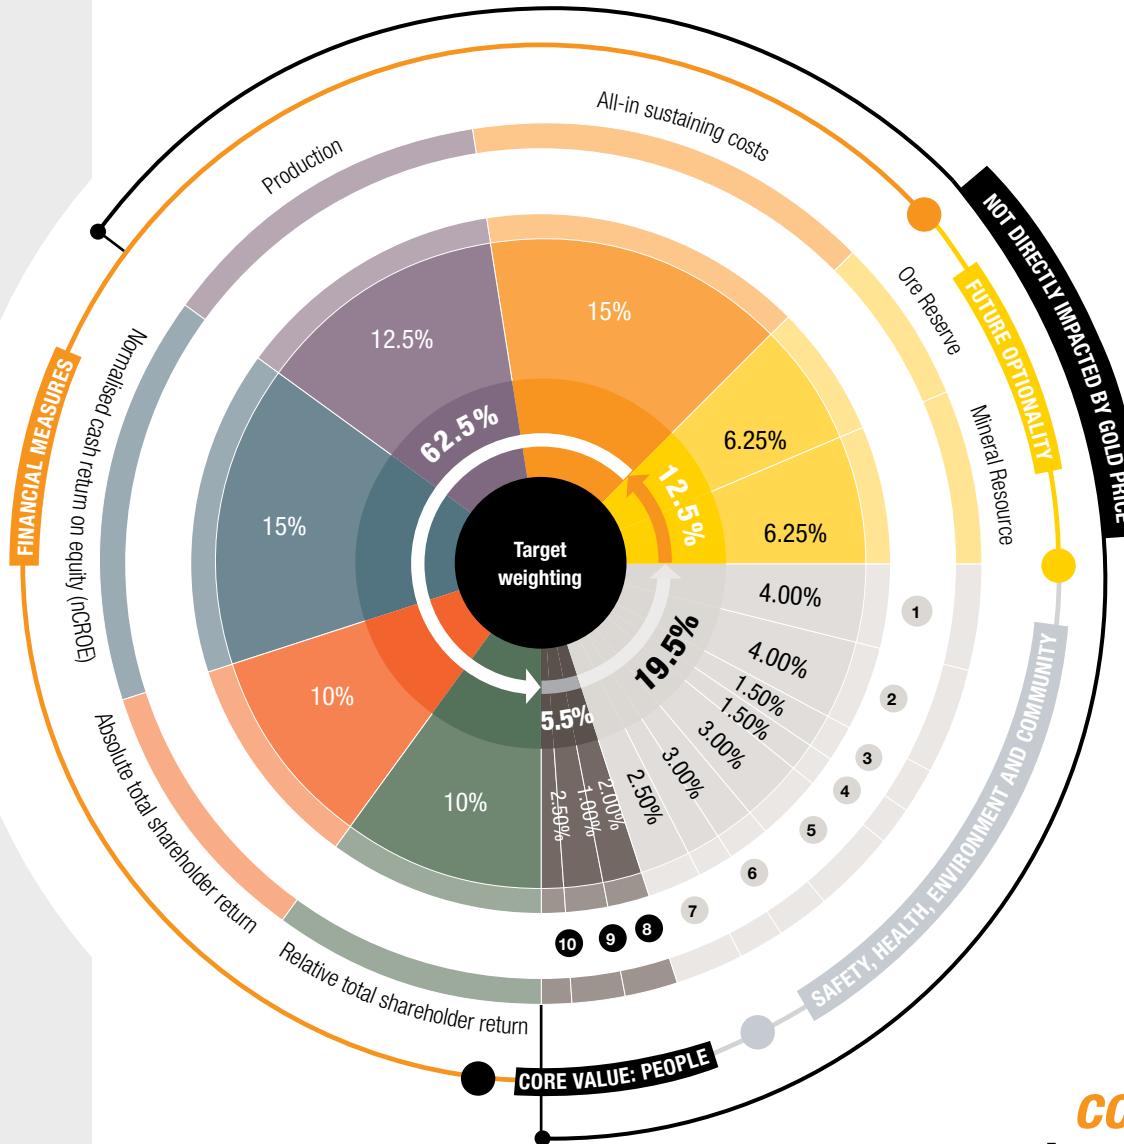 All-in sustaining costs
Production
NOT DIRECTLY IMPACTED BY GOLD PRICE
FUTURE OPTIONALITY
Ore Reserve
Mineral Resource
Normalised cash return on equity (nCROE)
FINANCIAL MEASURES
Absolute total shareholder return
Relative total shareholder return
CORE VALUE: PEOPLE
SAFETY, HEALTH, ENVIRONMENT AND COMMUNITY
15%
12.5%
62.5%
6.25%
12.5%
6.25%
15%
Target
weighting
4.00%
1
19.5%
4.00%
2
1.50%
3
1.50%
4
3.00%
5
3.00%
6
2.50%
7
5.5%
2.00%
8
1.00%
9
2.50%
10
10%
10%